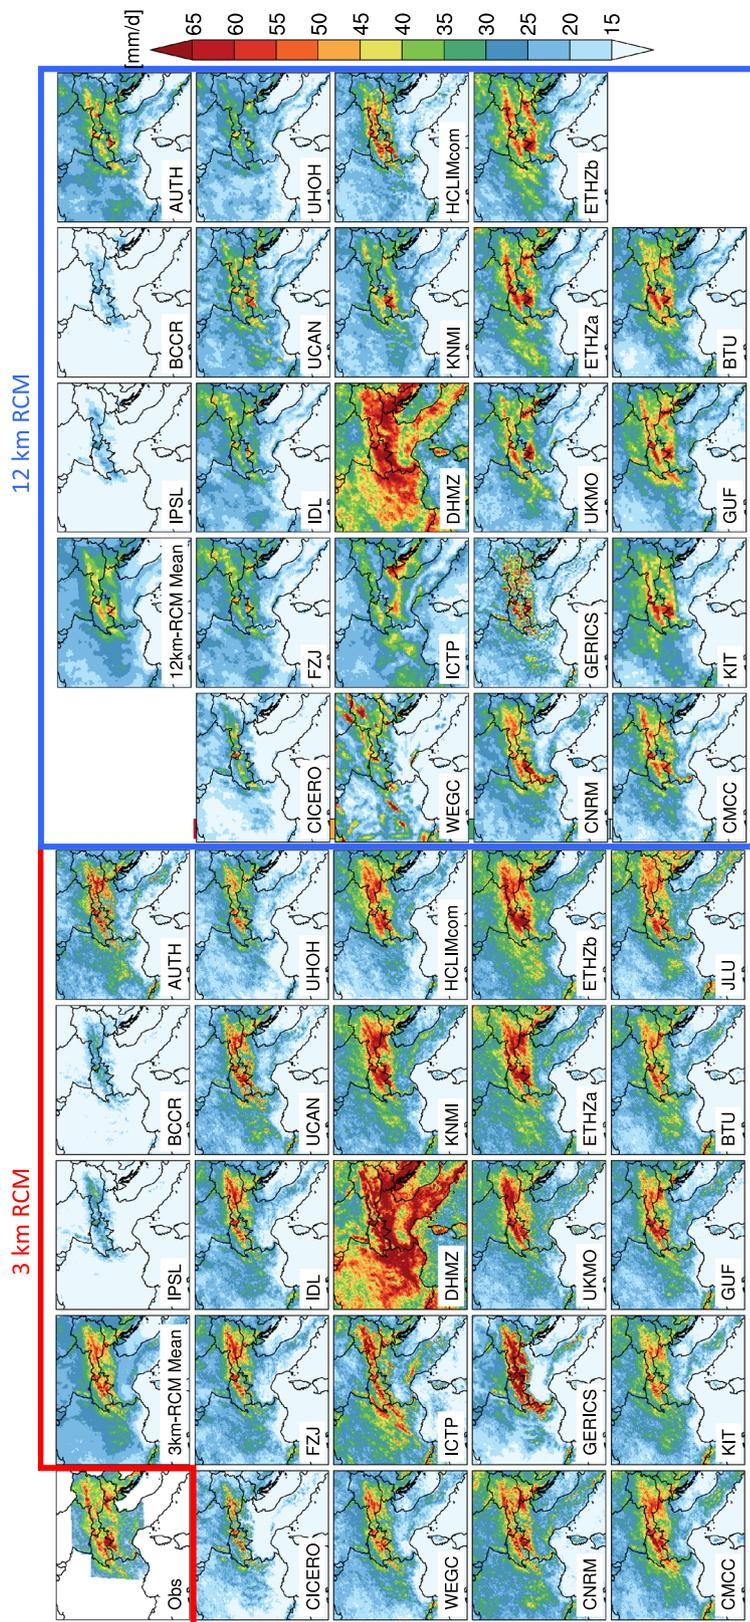 3 km RCM
12 km RCM
Obs
3km-RCM Mean
IPSL
BCCR
AUTH
12km-RCM Mean
IPSL
BCCR
AUTH
[mm/d]
65
60
55
50
45
40
35
30
25
20
15
CICERO
FZJ
IDL
UCAN
UHOH
CICERO
FZJ
IDL
UCAN
UHOH
WEGC
ICTP
DHMZ
KNMI
HCLIMcom
WEGC
ICTP
DHMZ
KNMI
HCLIMcom
CNRM
GERICS
UKMO
ETHZa
ETHZb
CNRM
GERICS
UKMO
ETHZa
ETHZb
CMCC
KIT
GUF
BTU
JLU
CMCC
KIT
GUF
BTU